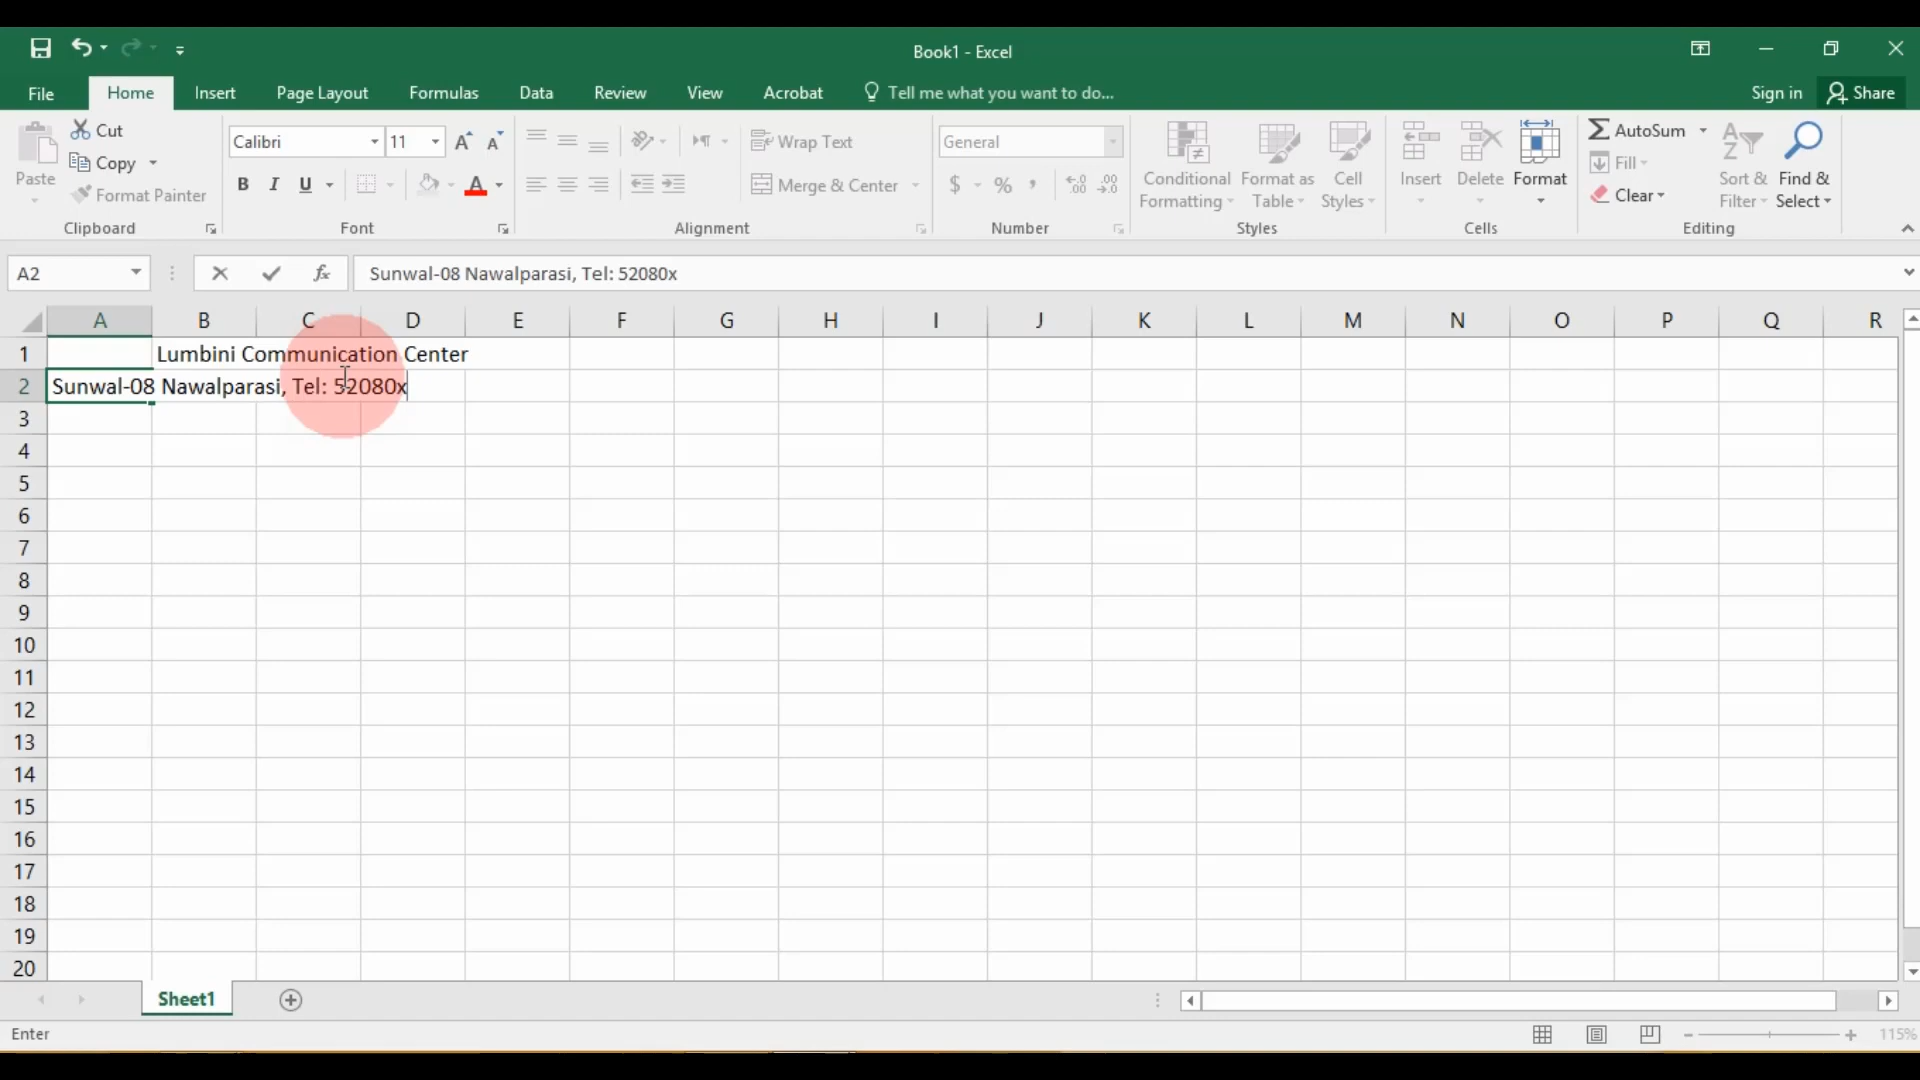 Book1 - Excel
File Home Insert Page Layout Formulas Data Review View Acrobat Tell me what you want to do... Sign in Share
Paste
Cut
Copy
Format Painter
Clipboard
Calibri 11
B I U
Font
Wrap Text
Merge & Center
Alignment
General
$ % ,
Number
Conditional Formatting
Format as Table
Cell Styles
Styles
Insert
Delete
Format
Cells
AutoSum
Fill
Clear
Sort & Filter
Find & Select
Editing
A2 fx Sunwal-08 Nawalparasi, Tel: 52080x
A B C D E F G H I J K L M N O P Q R
1 Lumbini Communication Center
2 Sunwal-08 Nawalparasi, Tel: 52080x
3
4
5
6
7
8
9
10
11
12
13
14
15
16
17
18
19
20
Sheet1
Enter 115%